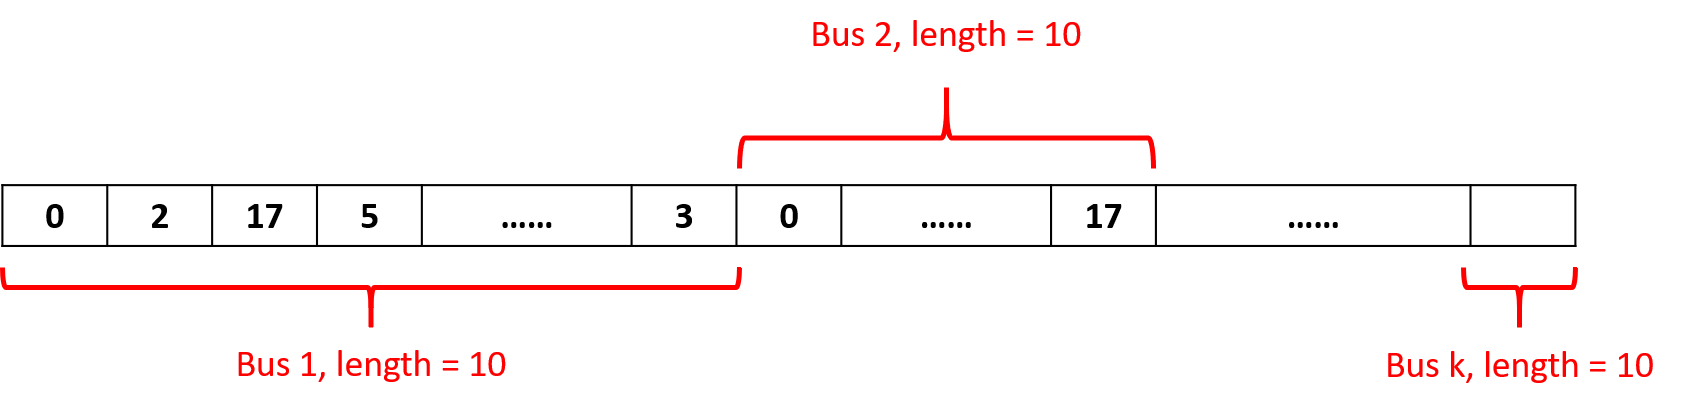 Bus 2, length = 10
0 2 17 5 ...... 3 0 ...... 17 ......
Bus 1, length = 10
Bus k, length = 10